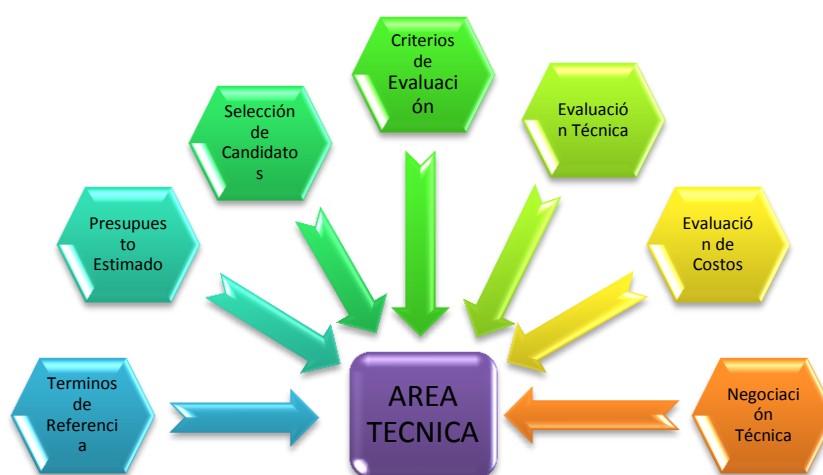 Criterios
de
Evaluaci
ón
Selección
de
Candidato
s
Evaluació
n Técnica
Presupues
to
Estimado
Evaluació
n de
Costos
Terminos
de
Referenci
a
AREA
TECNICA
Negociaci
ón
Técnica